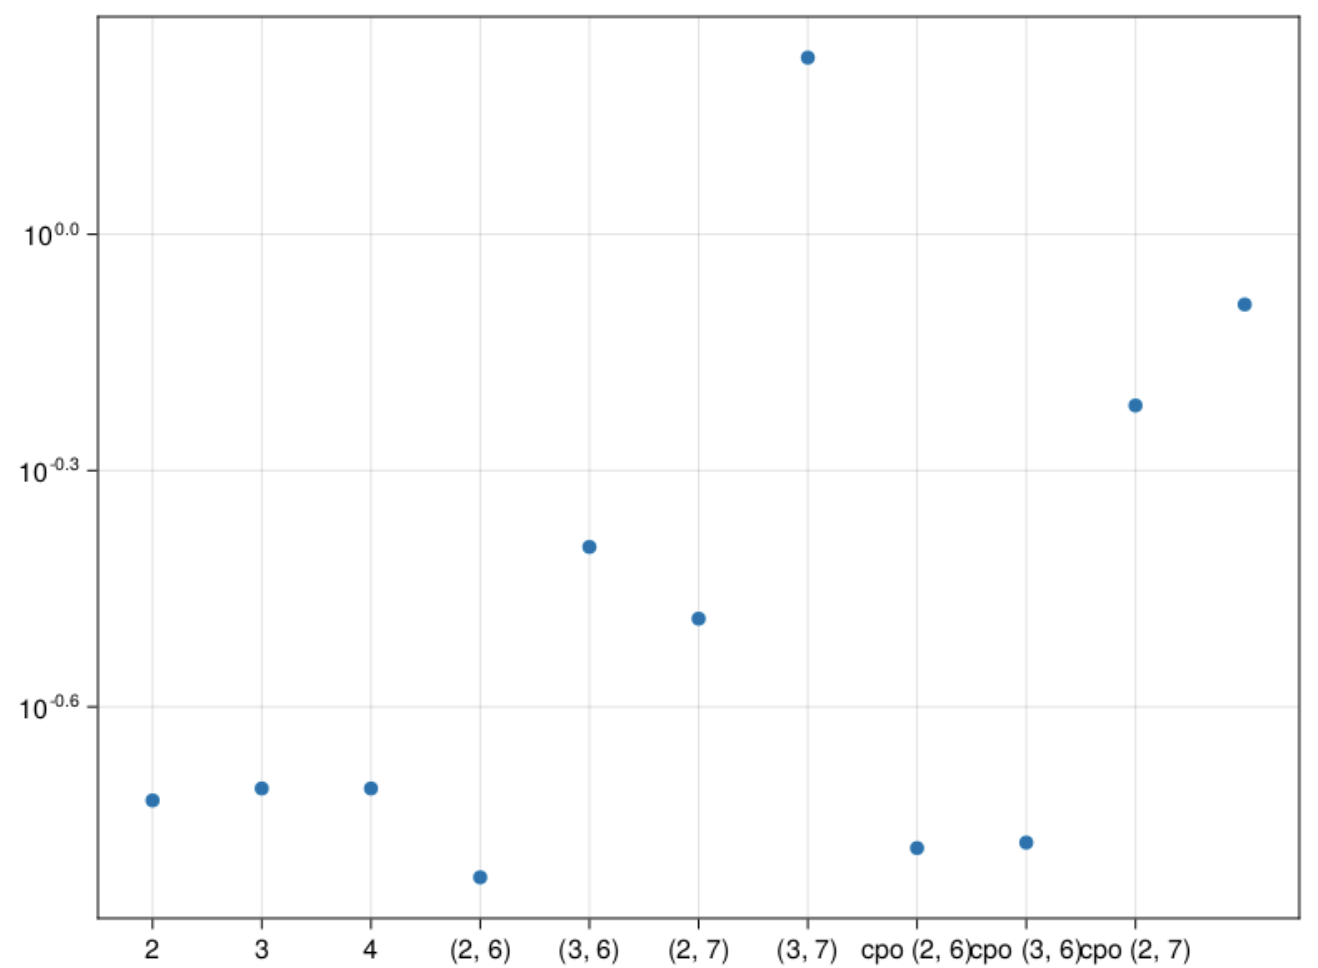 10^0.0
10^-0.3
10^-0.6
2 3 4 (2, 6) (3, 6) (2, 7) (3, 7) cpo (2, 6) cpo (3, 6) cpo (2, 7)